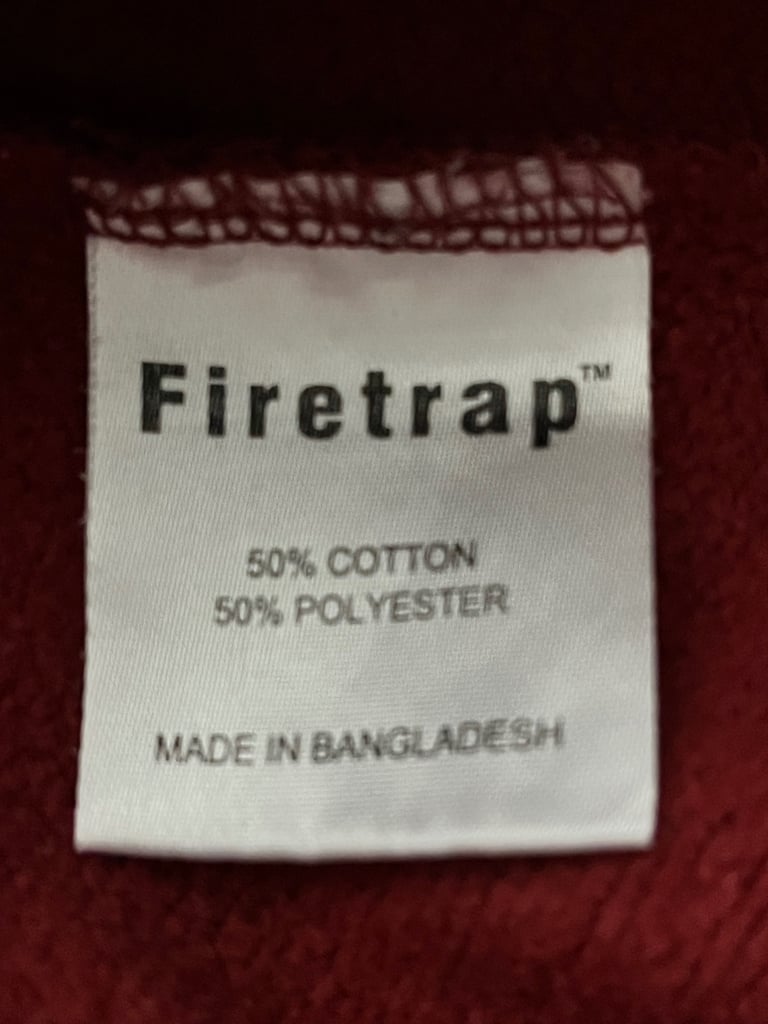 Firetrap™
50% COTTON
50% POLYESTER
MADE IN BANGLADESH